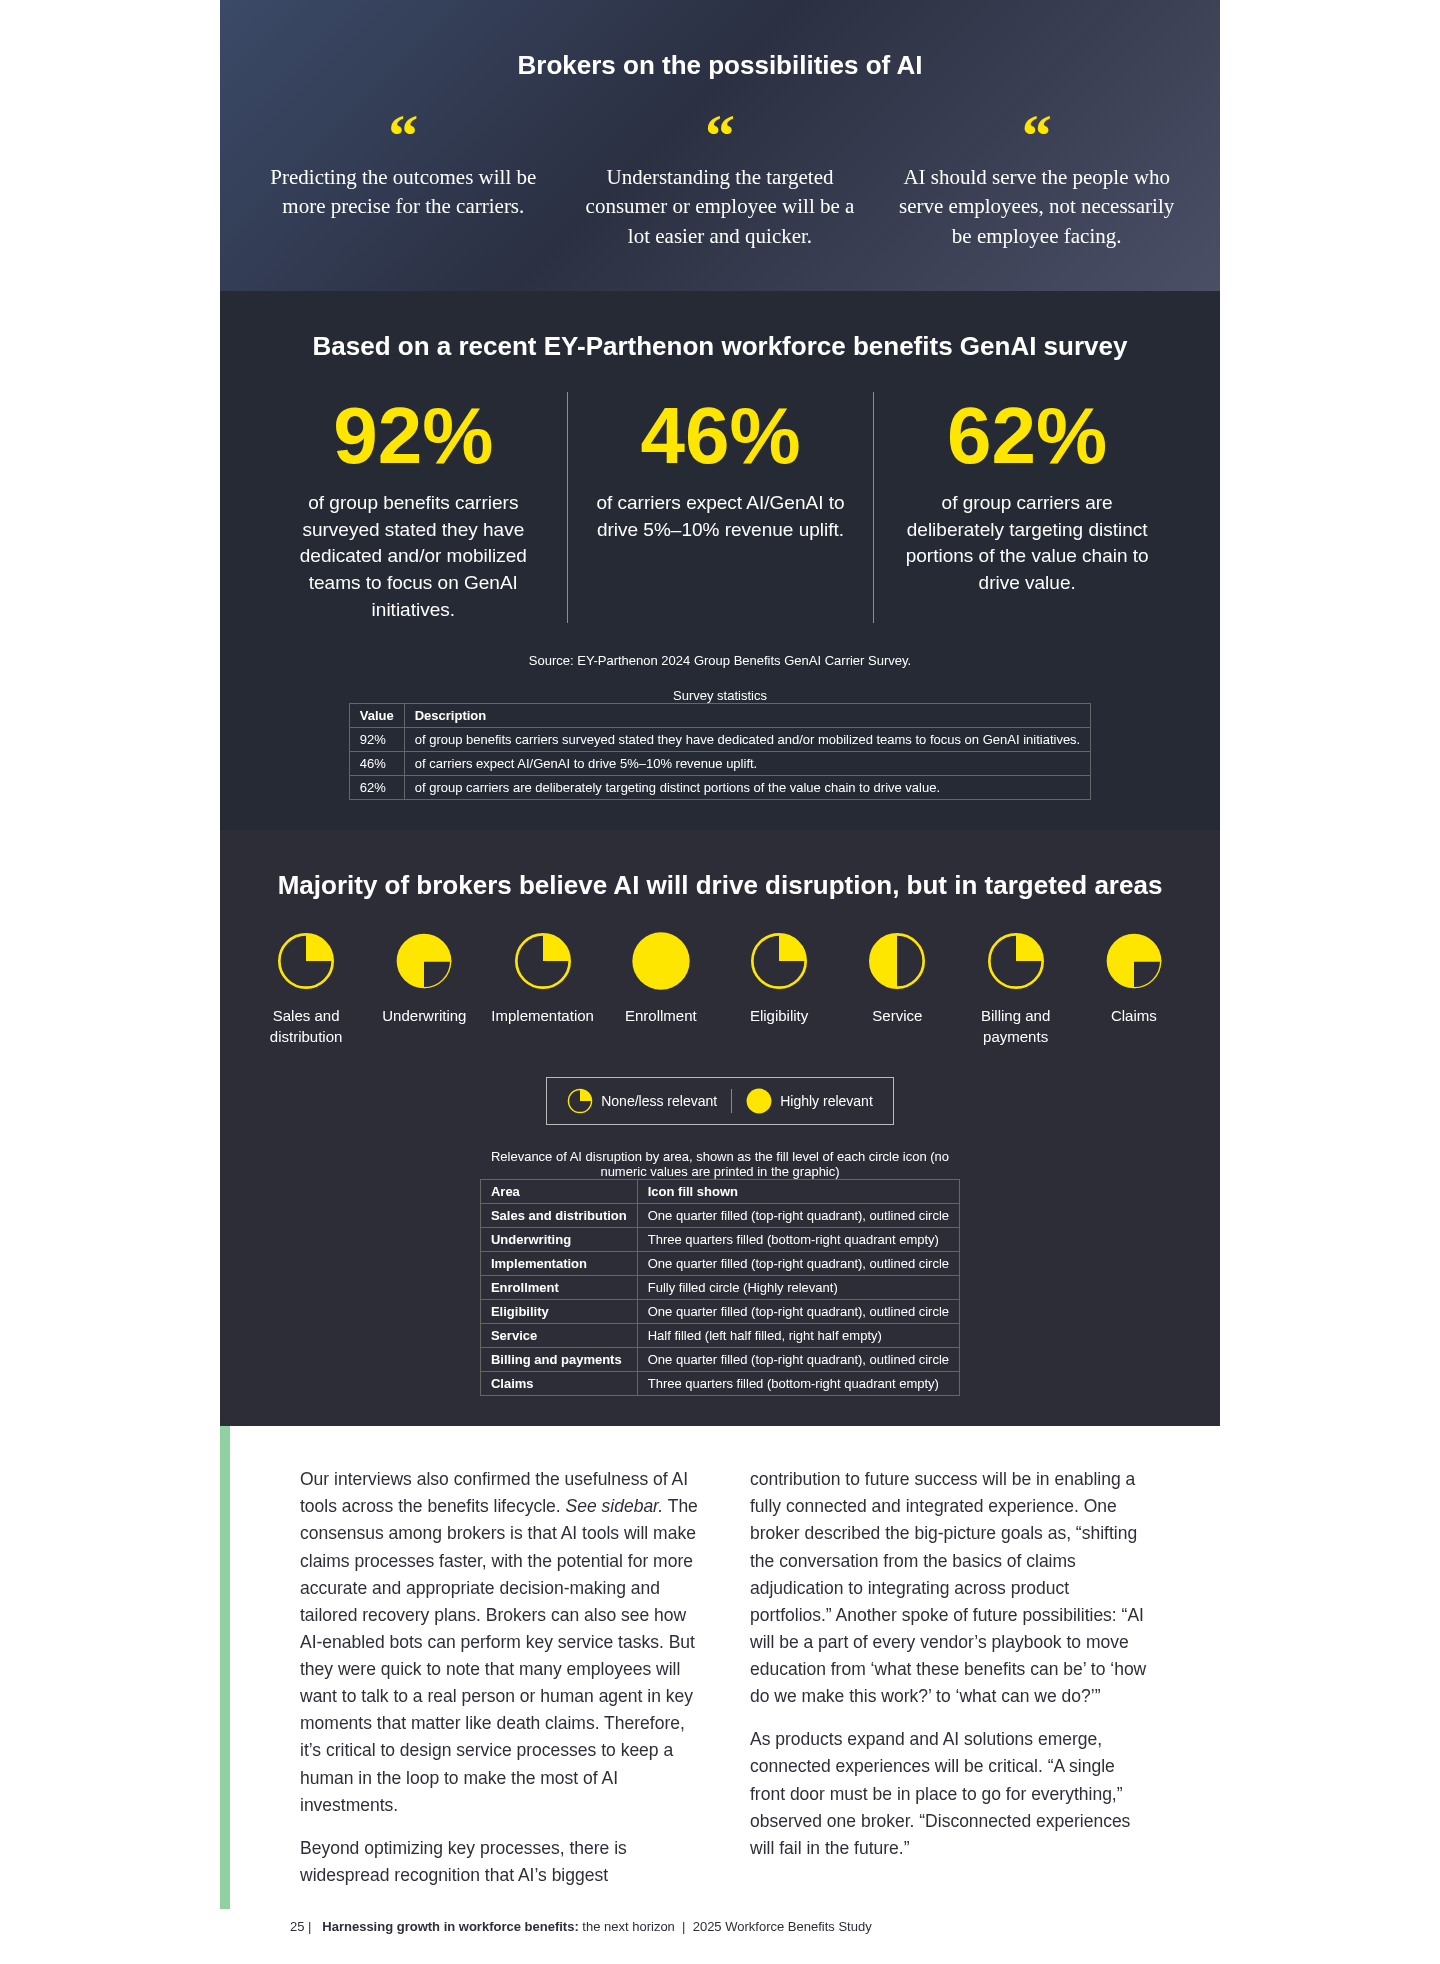 Brokers on the possibilities of AI
“
Predicting the outcomes will be
more precise for the carriers.
“
Understanding the targeted
consumer or employee will be a
lot easier and quicker.
“
AI should serve the people who
serve employees, not necessarily
be employee facing.
Based on a recent EY-Parthenon workforce benefits GenAI survey
92%
of group benefits carriers
surveyed stated they have
dedicated and/or mobilized
teams to focus on GenAI
initiatives.
46%
of carriers expect AI/GenAI to
drive 5%–10% revenue uplift.
62%
of group carriers are
deliberately targeting distinct
portions of the value chain to
drive value.
Source: EY-Parthenon 2024 Group Benefits GenAI Carrier Survey.
Survey statistics
Value Description
92% of group benefits carriers surveyed stated they have dedicated and/or mobilized teams to focus on GenAI initiatives.
46% of carriers expect AI/GenAI to drive 5%–10% revenue uplift.
62% of group carriers are deliberately targeting distinct portions of the value chain to drive value.
Majority of brokers believe AI will drive disruption, but in targeted areas
Sales and
distribution
Underwriting
Implementation
Enrollment
Eligibility
Service
Billing and
payments
Claims
None/less relevant
Highly relevant
Relevance of AI disruption by area, shown as the fill level of each circle icon (no
numeric values are printed in the graphic)
Area Icon fill shown
Sales and distribution One quarter filled (top-right quadrant), outlined circle
Underwriting Three quarters filled (bottom-right quadrant empty)
Implementation One quarter filled (top-right quadrant), outlined circle
Enrollment Fully filled circle (Highly relevant)
Eligibility One quarter filled (top-right quadrant), outlined circle
Service Half filled (left half filled, right half empty)
Billing and payments One quarter filled (top-right quadrant), outlined circle
Claims Three quarters filled (bottom-right quadrant empty)
Our interviews also confirmed the usefulness of AI
tools across the benefits lifecycle. See sidebar. The
consensus among brokers is that AI tools will make
claims processes faster, with the potential for more
accurate and appropriate decision-making and
tailored recovery plans. Brokers can also see how
AI-enabled bots can perform key service tasks. But
they were quick to note that many employees will
want to talk to a real person or human agent in key
moments that matter like death claims. Therefore,
it’s critical to design service processes to keep a
human in the loop to make the most of AI
investments.
Beyond optimizing key processes, there is
widespread recognition that AI’s biggest
contribution to future success will be in enabling a
fully connected and integrated experience. One
broker described the big-picture goals as, “shifting
the conversation from the basics of claims
adjudication to integrating across product
portfolios.” Another spoke of future possibilities: “AI
will be a part of every vendor’s playbook to move
education from ‘what these benefits can be’ to ‘how
do we make this work?’ to ‘what can we do?’”
As products expand and AI solutions emerge,
connected experiences will be critical. “A single
front door must be in place to go for everything,”
observed one broker. “Disconnected experiences
will fail in the future.”
25 | Harnessing growth in workforce benefits: the next horizon | 2025 Workforce Benefits Study